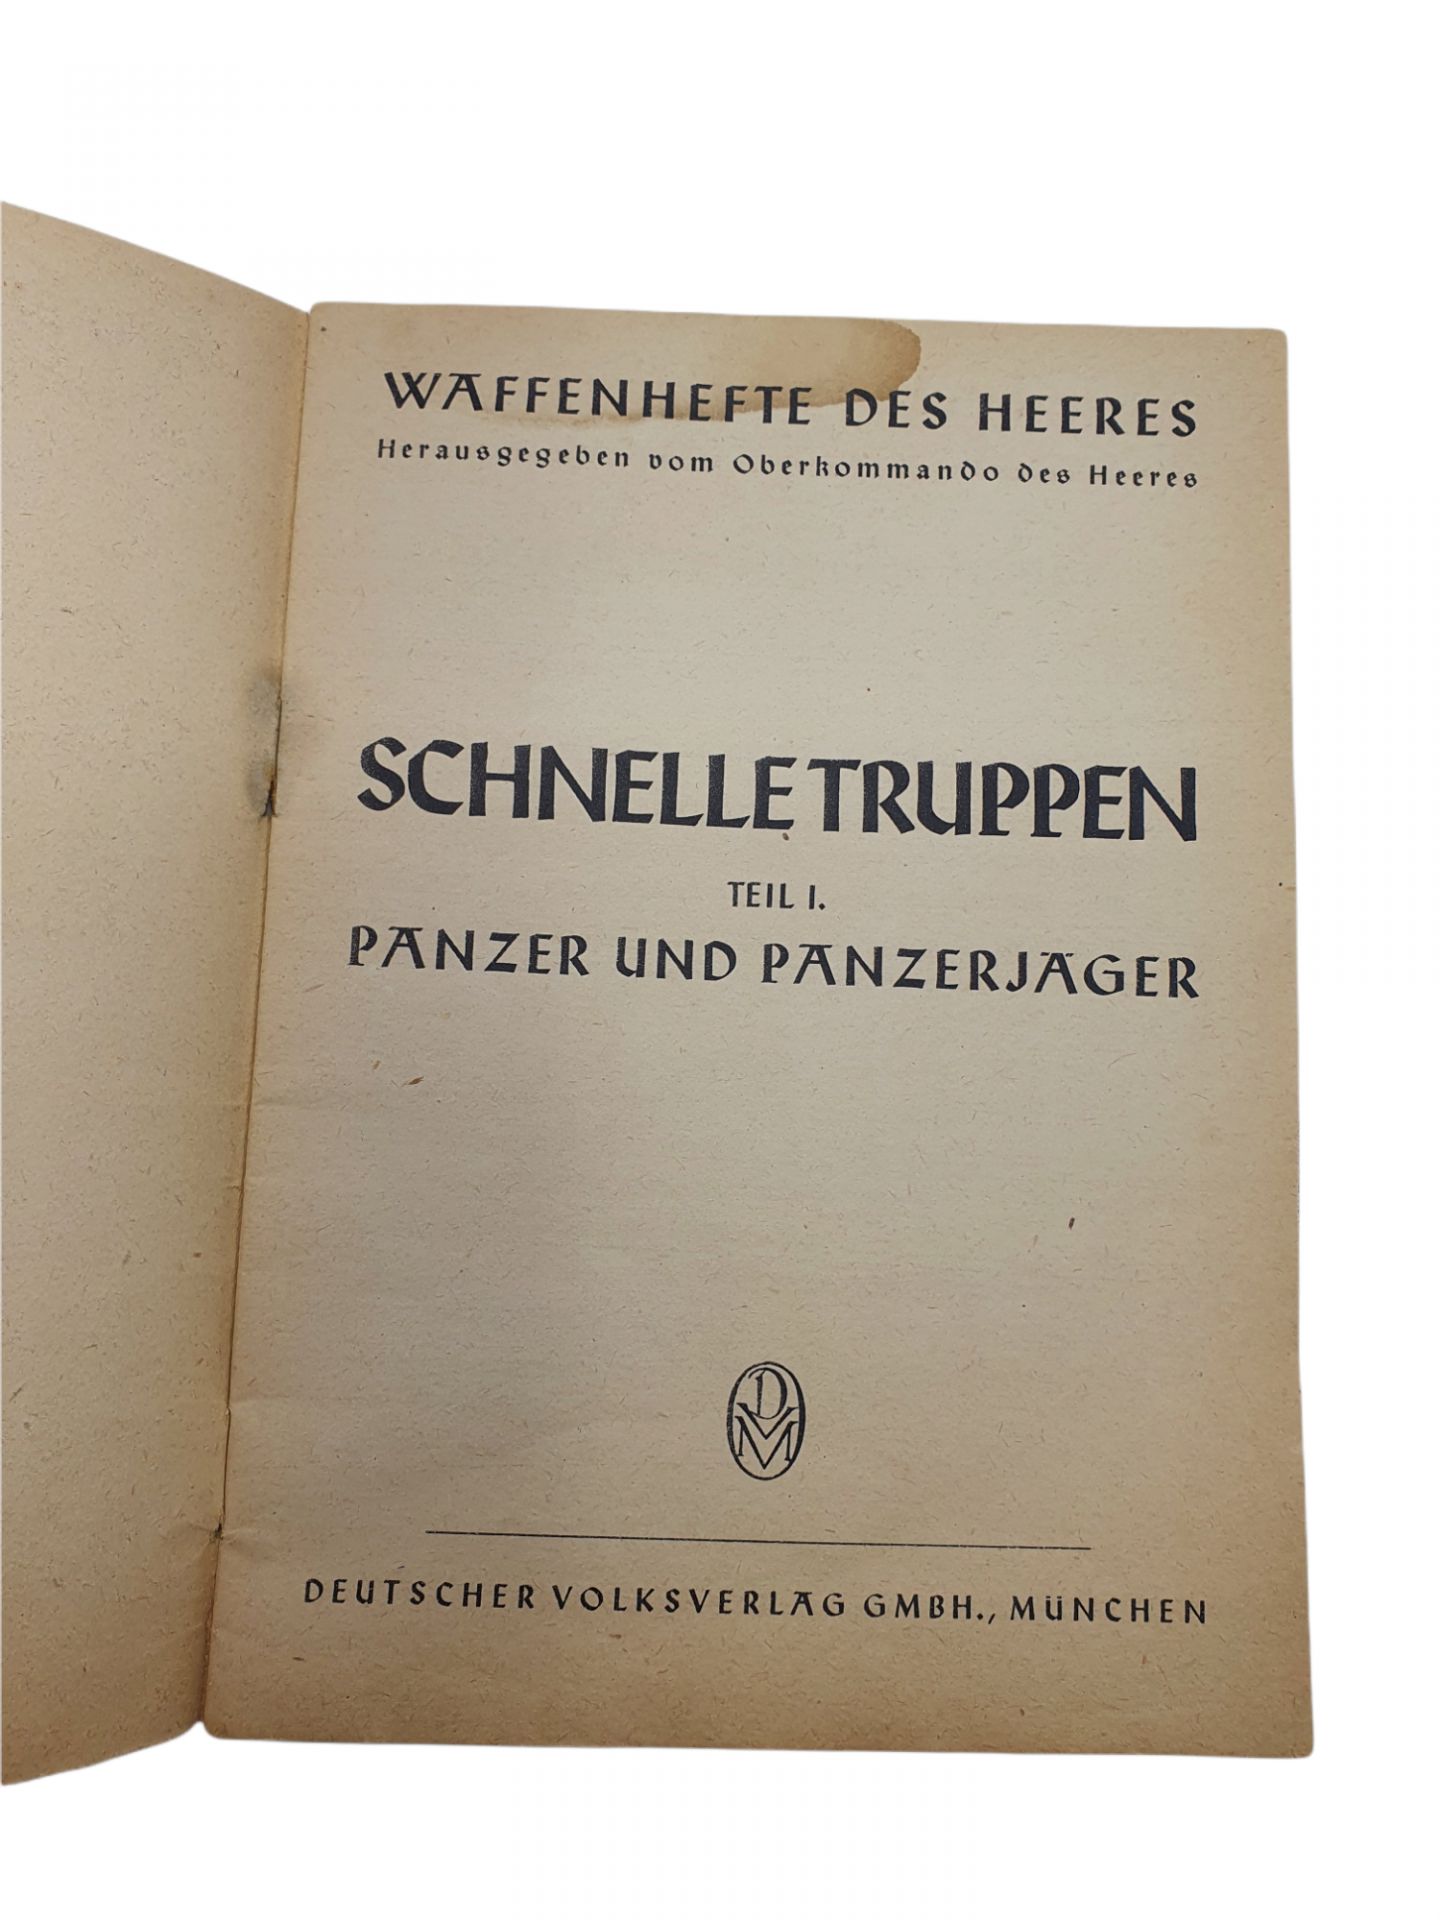 WAFFENHEFTE DES HEERES
Herausgegeben vom Oberkommando des Heeres
SCHNELLE TRUPPEN
TEIL I.
PANZER UND PANZERJÄGER
DVM
DEUTSCHER VOLKSVERLAG GMBH., MÜNCHEN